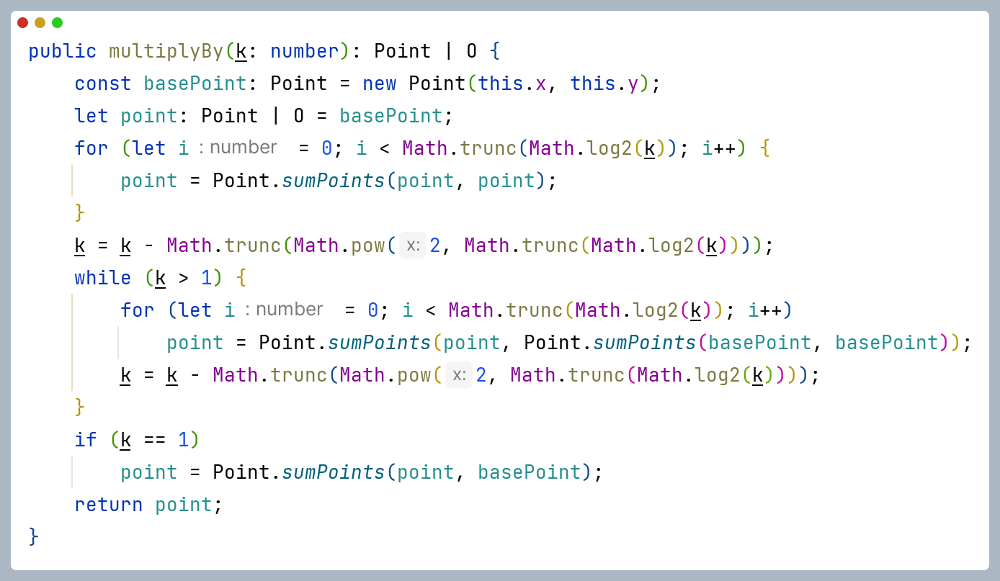 public multiplyBy(k: number): Point | O {
    const basePoint: Point = new Point(this.x, this.y);
    let point: Point | O = basePoint;
    for (let i : number  = 0; i < Math.trunc(Math.log2(k)); i++) {
        point = Point.sumPoints(point, point);
    }
    k = k - Math.trunc(Math.pow( x: 2, Math.trunc(Math.log2(k))));
    while (k > 1) {
        for (let i : number  = 0; i < Math.trunc(Math.log2(k)); i++)
            point = Point.sumPoints(point, Point.sumPoints(basePoint, basePoint));
        k = k - Math.trunc(Math.pow( x: 2, Math.trunc(Math.log2(k))));
    }
    if (k == 1)
        point = Point.sumPoints(point, basePoint);
    return point;
}